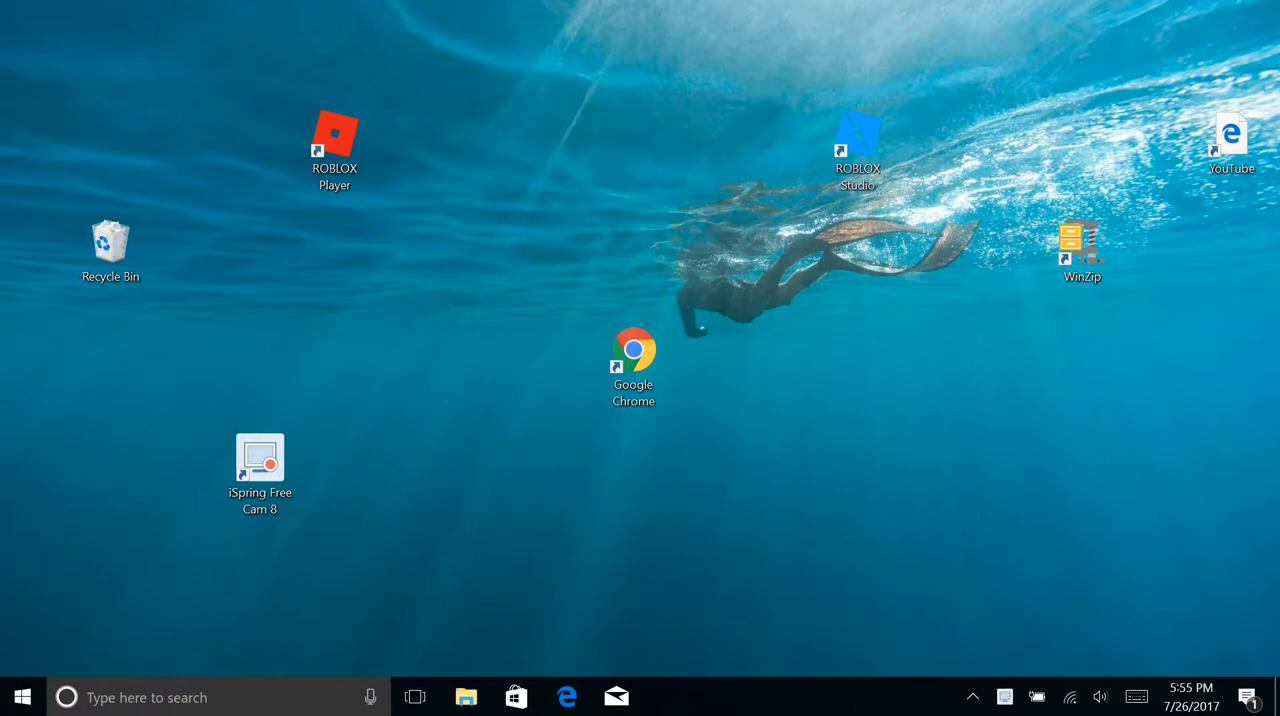 ROBLOX
Player
ROBLOX
Studio
YouTube
Recycle Bin
WinZip
Google
Chrome
iSpring Free
Cam 8
Type here to search
5:55 PM
7/26/2017
1